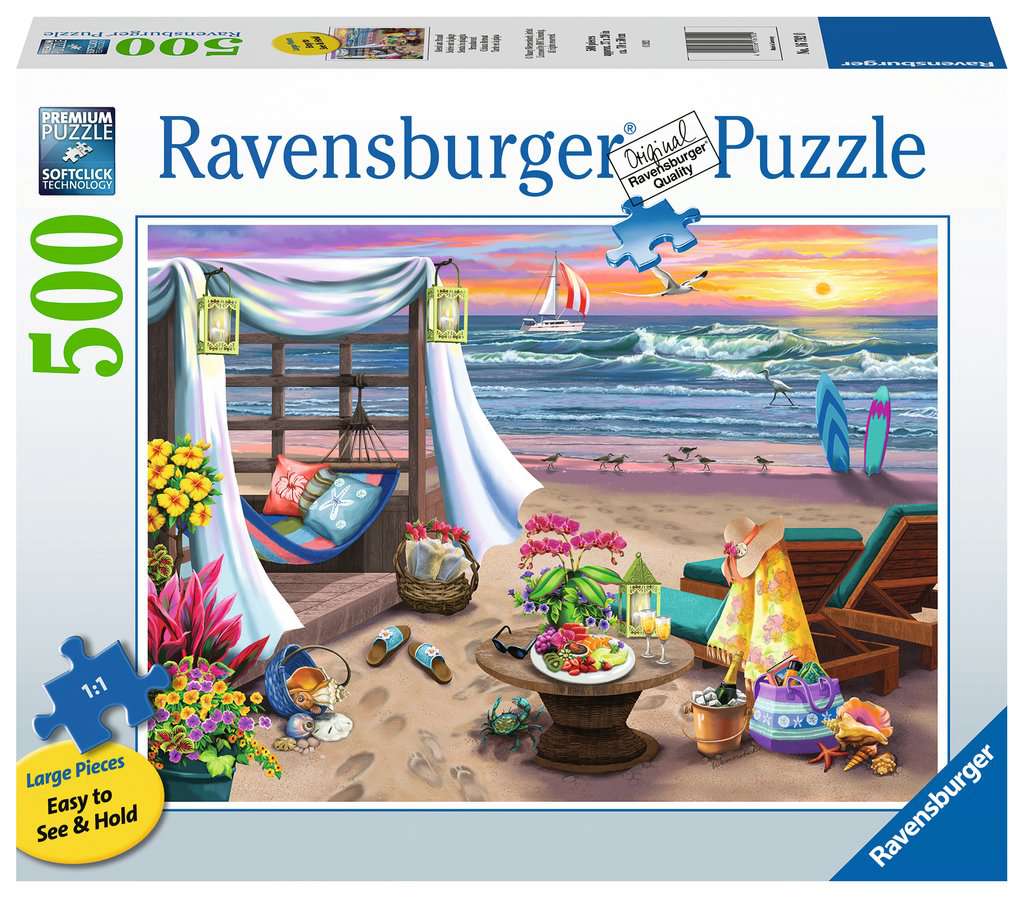 500
Ravensburger Puzzle
Ravensburger
PREMIUM
PUZZLE
SOFTCLICK
TECHNOLOGY
Ravensburger® Puzzle
Original
Ravensburger®
Quality
500
1:1
Large Pieces
Easy to
See & Hold
Ravensburger